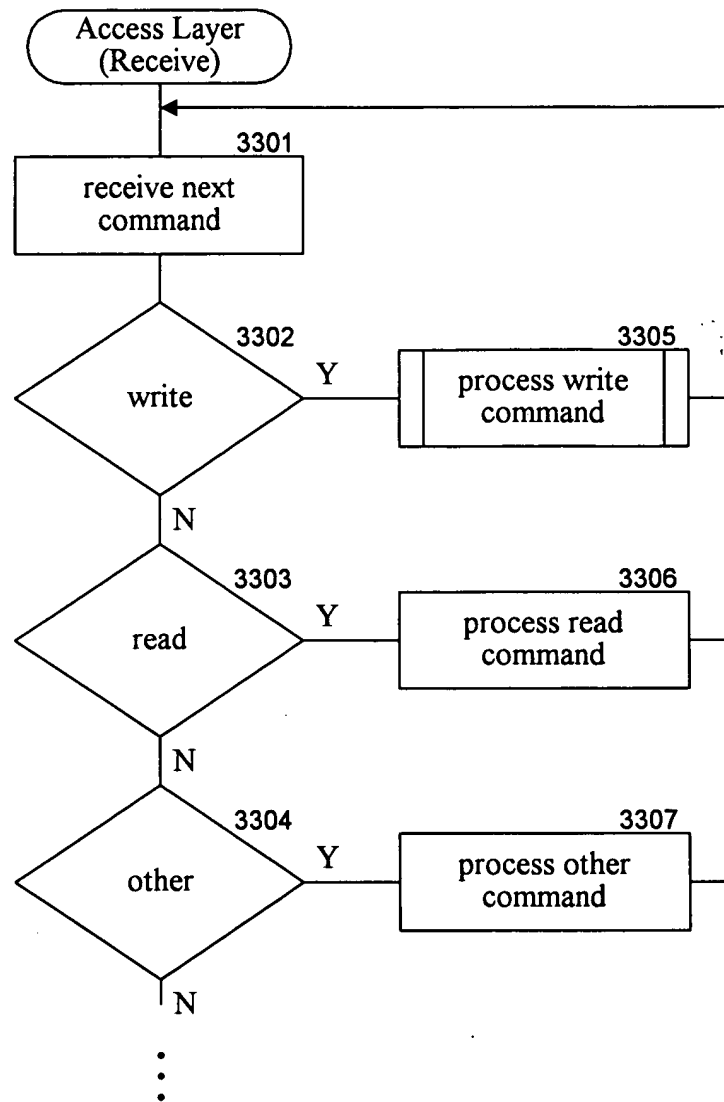 Access Layer
(Receive)
3301
receive next
command
3302
write
Y
3305
process write
command
N
3303
read
Y
3306
process read
command
N
3304
other
Y
3307
process other
command
N